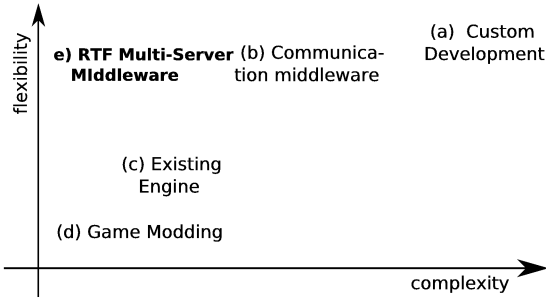 flexibility
(a) Custom
Development
e) RTF Multi-Server
MIddleware
(b) Communica-
tion middleware
(c) Existing
Engine
(d) Game Modding
complexity